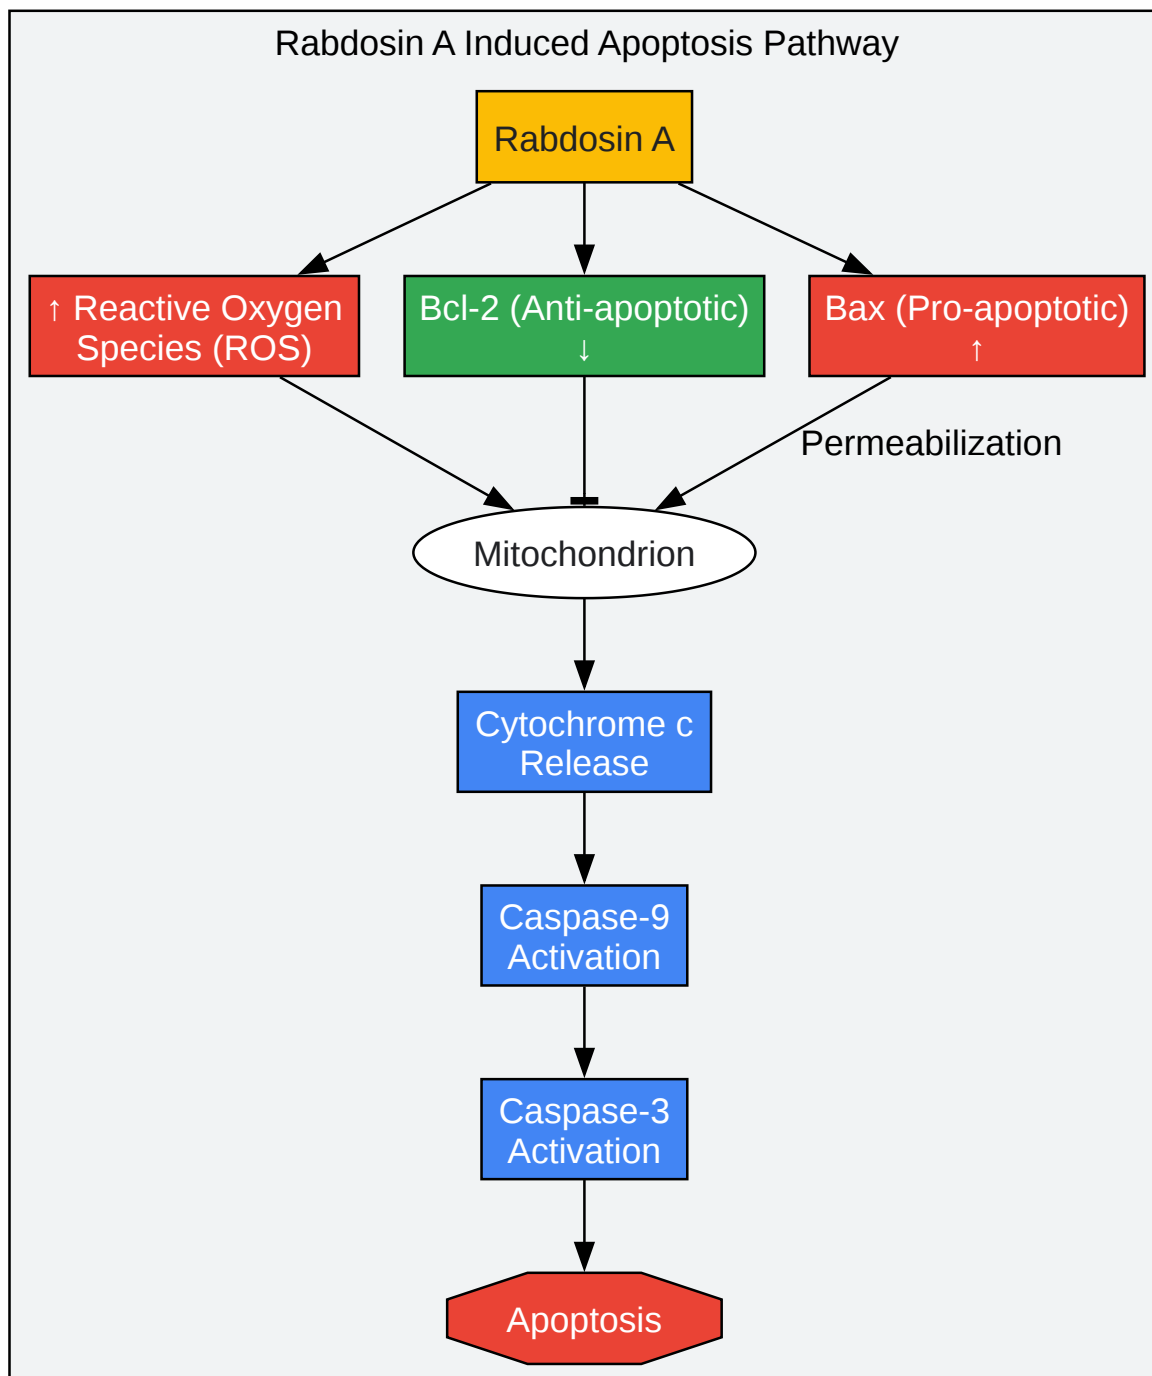 Rabdosin A Induced Apoptosis Pathway
Rabdosin A
↑ Reactive Oxygen
Species (ROS)
Bcl-2 (Anti-apoptotic)
↓
Bax (Pro-apoptotic)
↑
Permeabilization
Mitochondrion
Cytochrome c
Release
Caspase-9
Activation
Caspase-3
Activation
Apoptosis